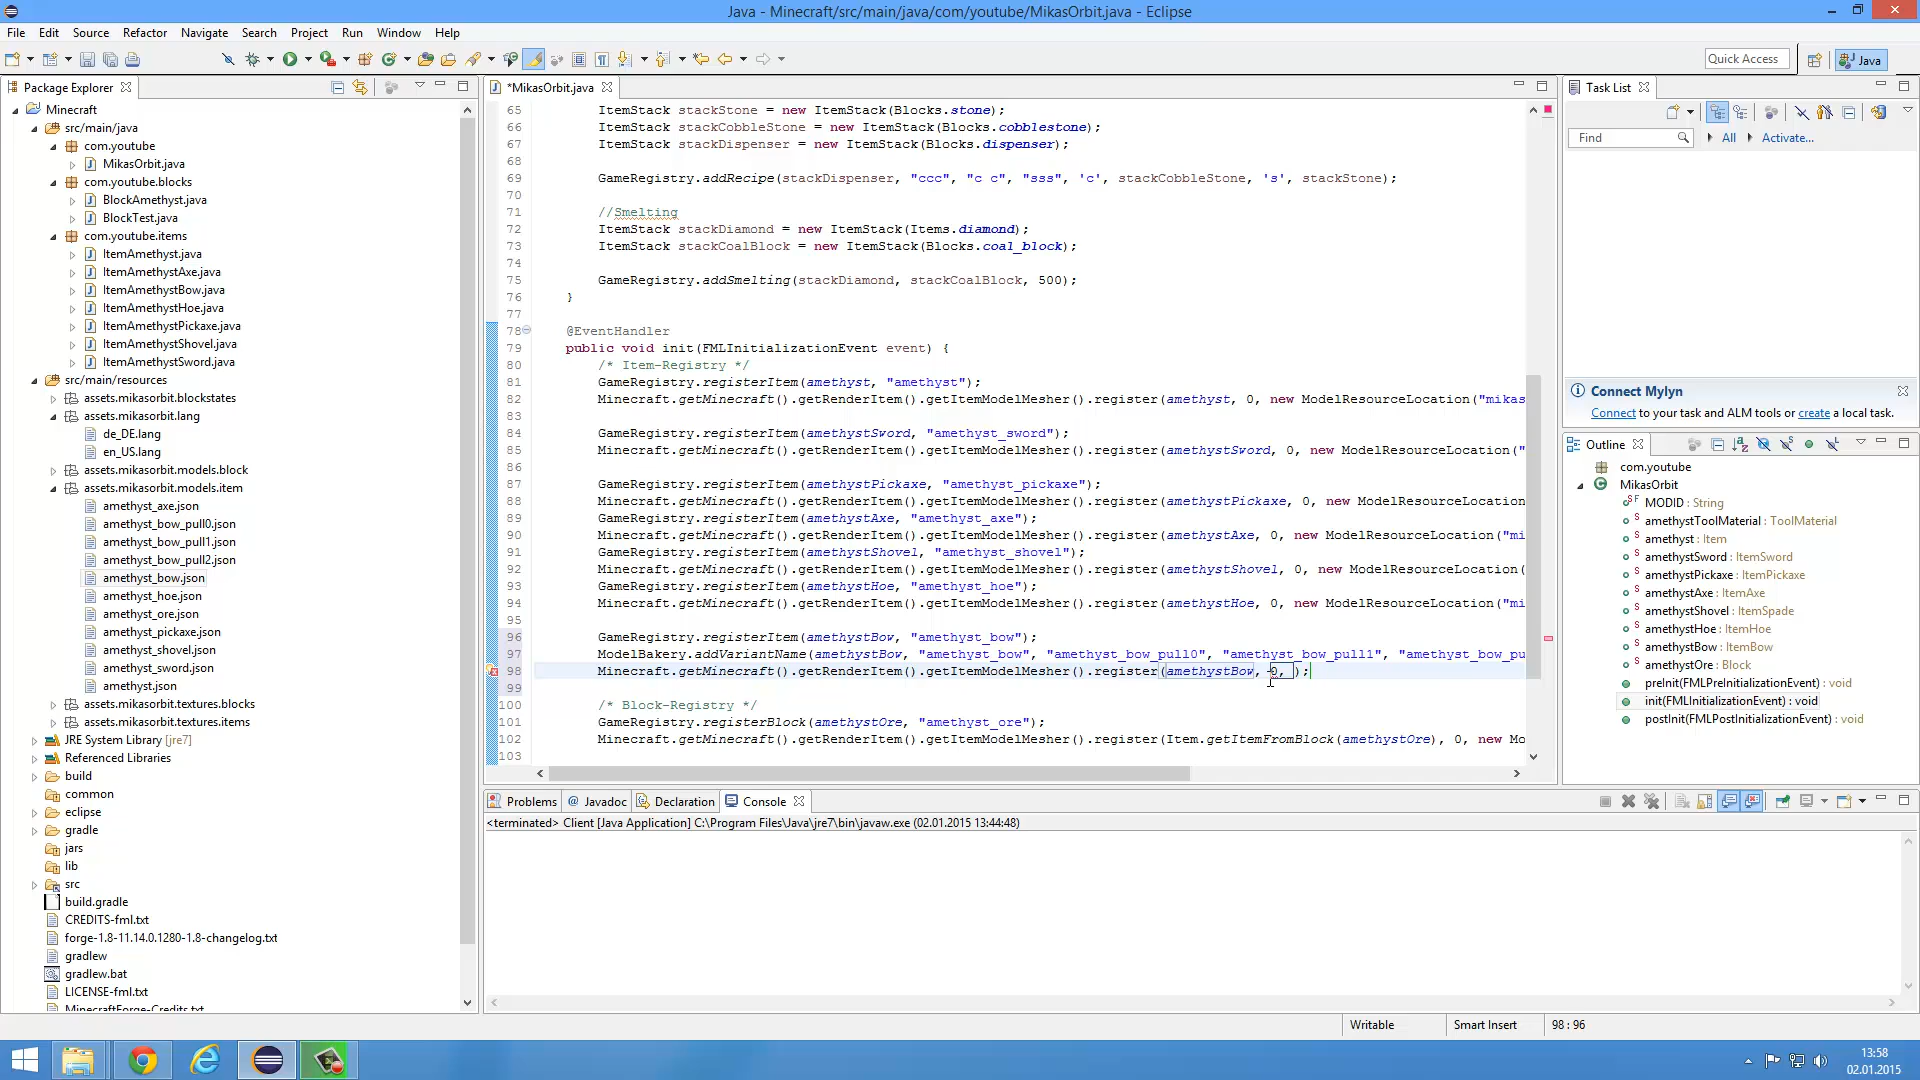 Java - Minecraft/src/main/java/com/youtube/MikasOrbit.java - Eclipse
File Edit Source Refactor Navigate Search Project Run Window Help
Quick Access
Java
Package Explorer
Minecraft
src/main/java
com.youtube
MikasOrbit.java
com.youtube.blocks
BlockAmethyst.java
BlockTest.java
com.youtube.items
ItemAmethyst.java
ItemAmethystAxe.java
ItemAmethystBow.java
ItemAmethystHoe.java
ItemAmethystPickaxe.java
ItemAmethystShovel.java
ItemAmethystSword.java
src/main/resources
assets.mikasorbit.blockstates
assets.mikasorbit.lang
de_DE.lang
en_US.lang
assets.mikasorbit.models.block
assets.mikasorbit.models.item
amethyst_axe.json
amethyst_bow_pull0.json
amethyst_bow_pull1.json
amethyst_bow_pull2.json
amethyst_bow.json
amethyst_hoe.json
amethyst_ore.json
amethyst_pickaxe.json
amethyst_shovel.json
amethyst_sword.json
amethyst.json
assets.mikasorbit.textures.blocks
assets.mikasorbit.textures.items
JRE System Library [jre7]
Referenced Libraries
build
common
eclipse
gradle
jars
lib
src
build.gradle
CREDITS-fml.txt
forge-1.8-11.14.0.1280-1.8-changelog.txt
gradlew
gradlew.bat
LICENSE-fml.txt
MinecraftForge-Credits.txt
*MikasOrbit.java
65 ItemStack stackStone = new ItemStack(Blocks.stone);
66 ItemStack stackCobbleStone = new ItemStack(Blocks.cobblestone);
67 ItemStack stackDispenser = new ItemStack(Blocks.dispenser);
68
69 GameRegistry.addRecipe(stackDispenser, "ccc", "c c", "sss", 'c', stackCobbleStone, 's', stackStone);
70
71 //Smelting
72 ItemStack stackDiamond = new ItemStack(Items.diamond);
73 ItemStack stackCoalBlock = new ItemStack(Blocks.coal_block);
74
75 GameRegistry.addSmelting(stackDiamond, stackCoalBlock, 500);
76 }
77
78 @EventHandler
79 public void init(FMLInitializationEvent event) {
80 /* Item-Registry */
81 GameRegistry.registerItem(amethyst, "amethyst");
82 Minecraft.getMinecraft().getRenderItem().getItemModelMesher().register(amethyst, 0, new ModelResourceLocation("mikas
83
84 GameRegistry.registerItem(amethystSword, "amethyst_sword");
85 Minecraft.getMinecraft().getRenderItem().getItemModelMesher().register(amethystSword, 0, new ModelResourceLocation("
86
87 GameRegistry.registerItem(amethystPickaxe, "amethyst_pickaxe");
88 Minecraft.getMinecraft().getRenderItem().getItemModelMesher().register(amethystPickaxe, 0, new ModelResourceLocation
89 GameRegistry.registerItem(amethystAxe, "amethyst_axe");
90 Minecraft.getMinecraft().getRenderItem().getItemModelMesher().register(amethystAxe, 0, new ModelResourceLocation("mi
91 GameRegistry.registerItem(amethystShovel, "amethyst_shovel");
92 Minecraft.getMinecraft().getRenderItem().getItemModelMesher().register(amethystShovel, 0, new ModelResourceLocation(
93 GameRegistry.registerItem(amethystHoe, "amethyst_hoe");
94 Minecraft.getMinecraft().getRenderItem().getItemModelMesher().register(amethystHoe, 0, new ModelResourceLocation("mi
95
96 GameRegistry.registerItem(amethystBow, "amethyst_bow");
97 ModelBakery.addVariantName(amethystBow, "amethyst_bow", "amethyst_bow_pull0", "amethyst_bow_pull1", "amethyst_bow_pu
98 Minecraft.getMinecraft().getRenderItem().getItemModelMesher().register(amethystBow, 0, );
99
100 /* Block-Registry */
101 GameRegistry.registerBlock(amethystOre, "amethyst_ore");
102 Minecraft.getMinecraft().getRenderItem().getItemModelMesher().register(Item.getItemFromBlock(amethystOre), 0, new Mo
103
Task List
Find
All
Activate...
Connect Mylyn
Connect to your task and ALM tools or create a local task.
Outline
com.youtube
MikasOrbit
MODID : String
amethystToolMaterial : ToolMaterial
amethyst : Item
amethystSword : ItemSword
amethystPickaxe : ItemPickaxe
amethystAxe : ItemAxe
amethystShovel : ItemSpade
amethystHoe : ItemHoe
amethystBow : ItemBow
amethystOre : Block
preInit(FMLPreInitializationEvent) : void
init(FMLInitializationEvent) : void
postInit(FMLPostInitializationEvent) : void
Problems
Javadoc
Declaration
Console
<terminated> Client [Java Application] C:\Program Files\Java\jre7\bin\javaw.exe (02.01.2015 13:44:48)
Writable
Smart Insert
98 : 96
13:58
02.01.2015